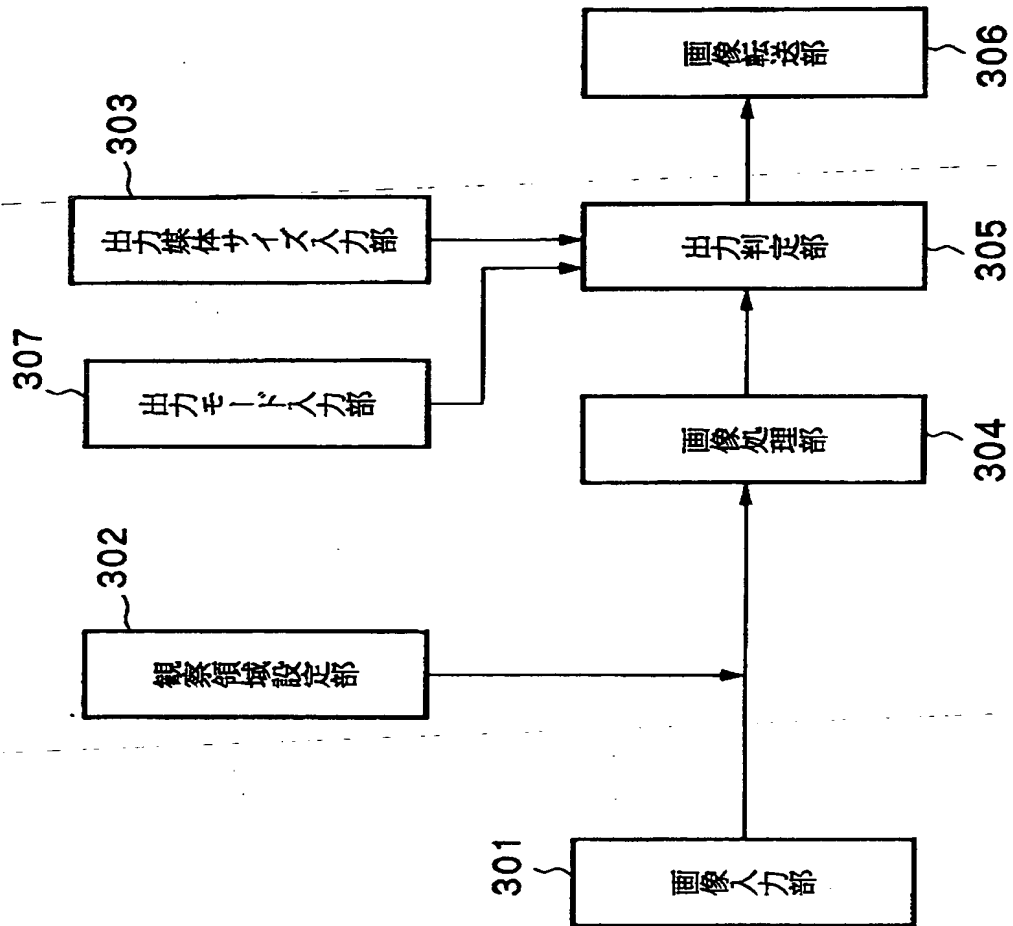 303
出力媒体サイズ入力部
307
出力モード入力部
302
観察領域設定部
301
画像入力部
画像処理部
304
出力判定部
305
画像転送部
306